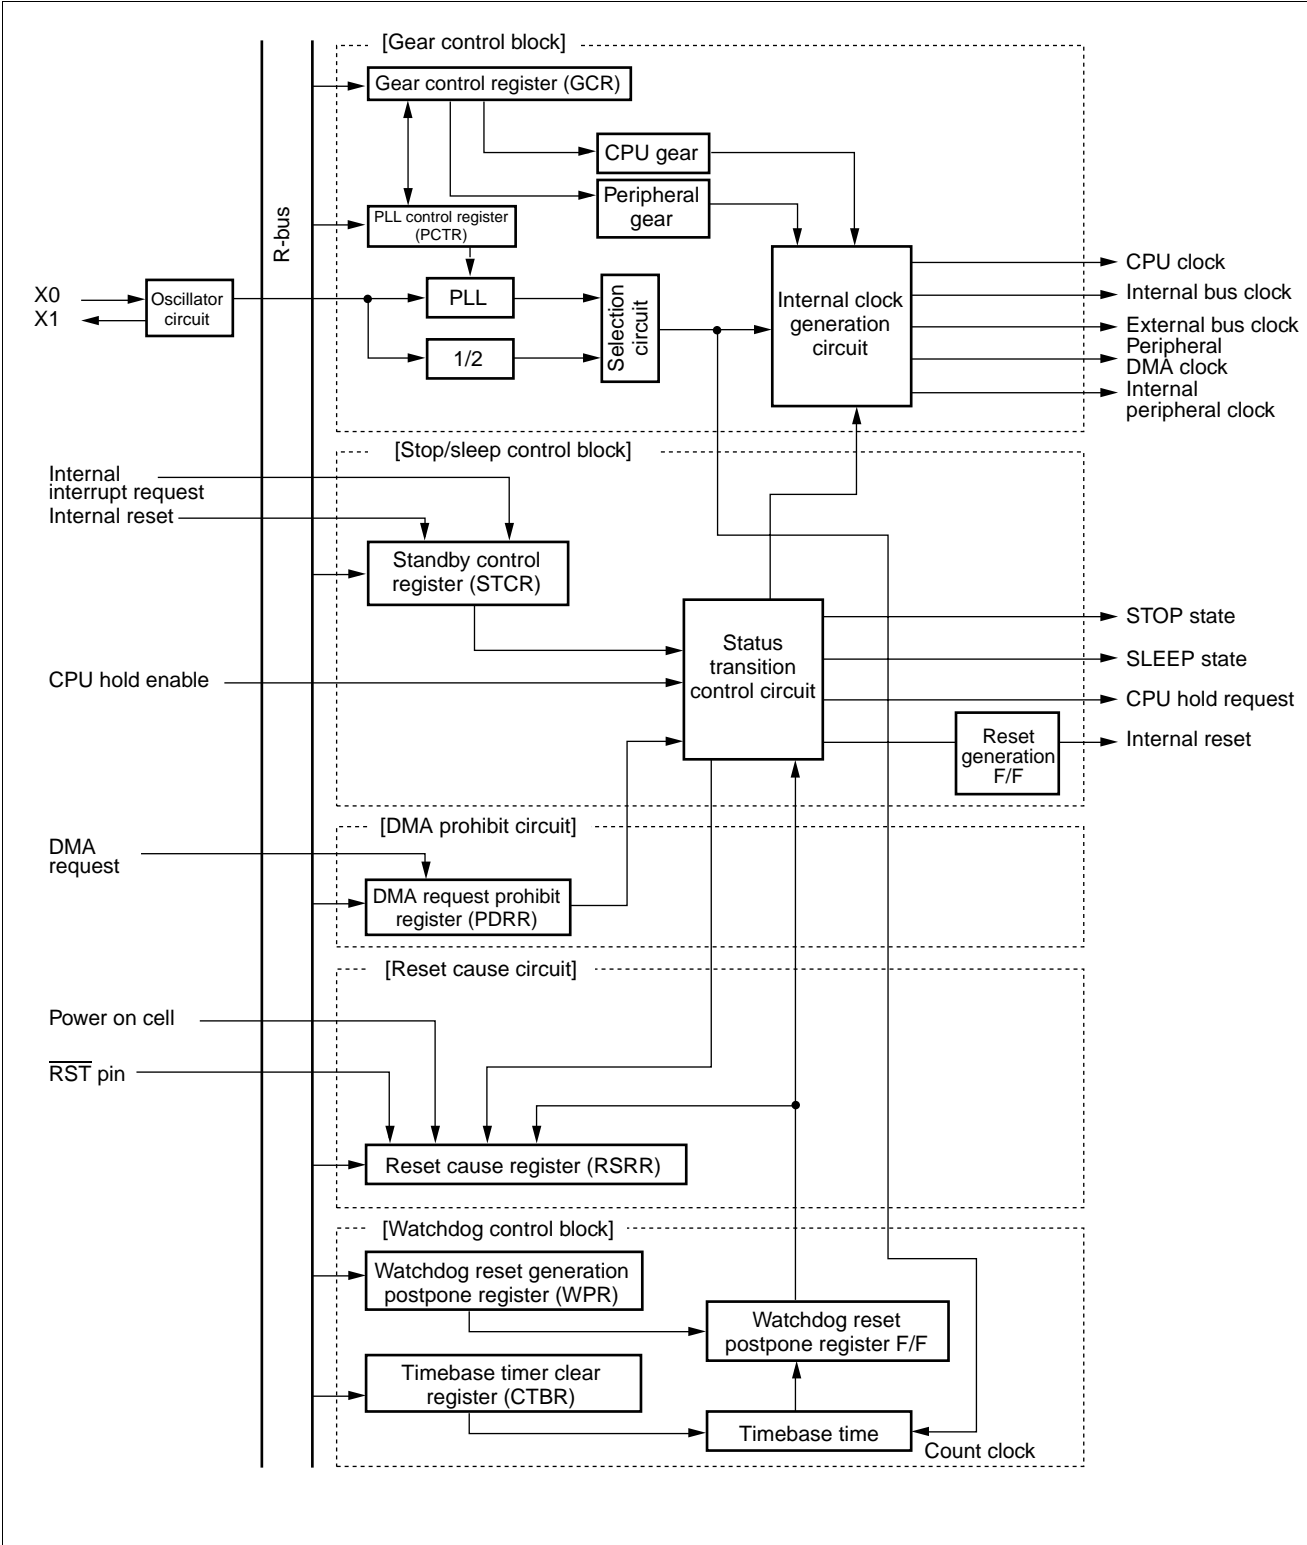 [Gear control block]
Gear control register (GCR)
CPU gear
Peripheral
gear
PLL control register
(PCTR)
R-bus
X0
X1
Oscillator
circuit
PLL
1/2
Selection
circuit
Internal clock
generation
circuit
CPU clock
Internal bus clock
External bus clock
Peripheral
DMA clock
Internal
peripheral clock
[Stop/sleep control block]
Internal
interrupt request
Internal reset
Standby control
register (STCR)
CPU hold enable
Status
transition
control circuit
STOP state
SLEEP state
CPU hold request
Reset
generation
F/F
Internal reset
[DMA prohibit circuit]
DMA
request
DMA request prohibit
register (PDRR)
[Reset cause circuit]
Power on cell
RST pin
Reset cause register (RSRR)
[Watchdog control block]
Watchdog reset generation
postpone register (WPR)
Watchdog reset
postpone register F/F
Timebase timer clear
register (CTBR)
Timebase time
Count clock